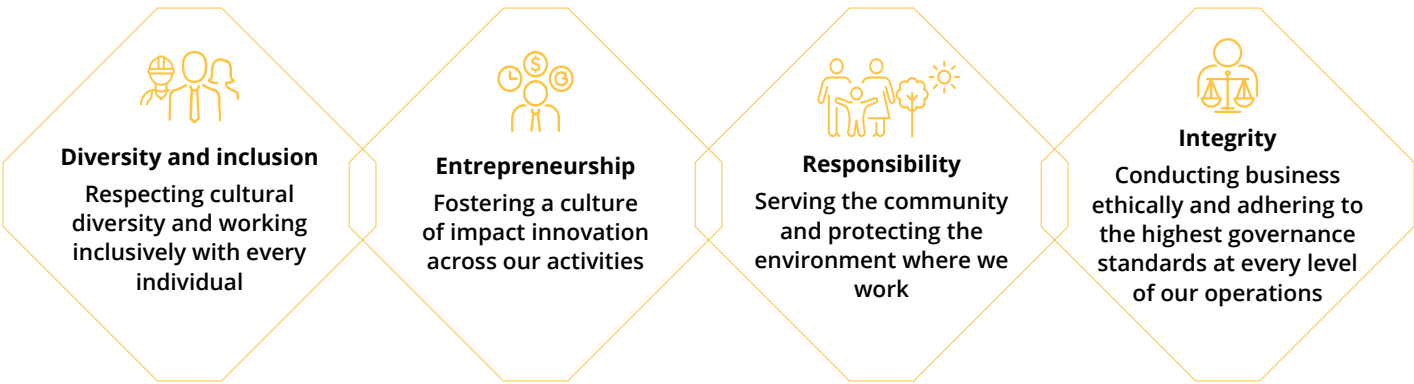 Diversity and inclusion
Respecting cultural
diversity and working
inclusively with every
individual
Entrepreneurship
Fostering a culture
of impact innovation
across our activities
Responsibility
Serving the community
and protecting the
environment where we
work
Integrity
Conducting business
ethically and adhering to
the highest governance
standards at every level
of our operations